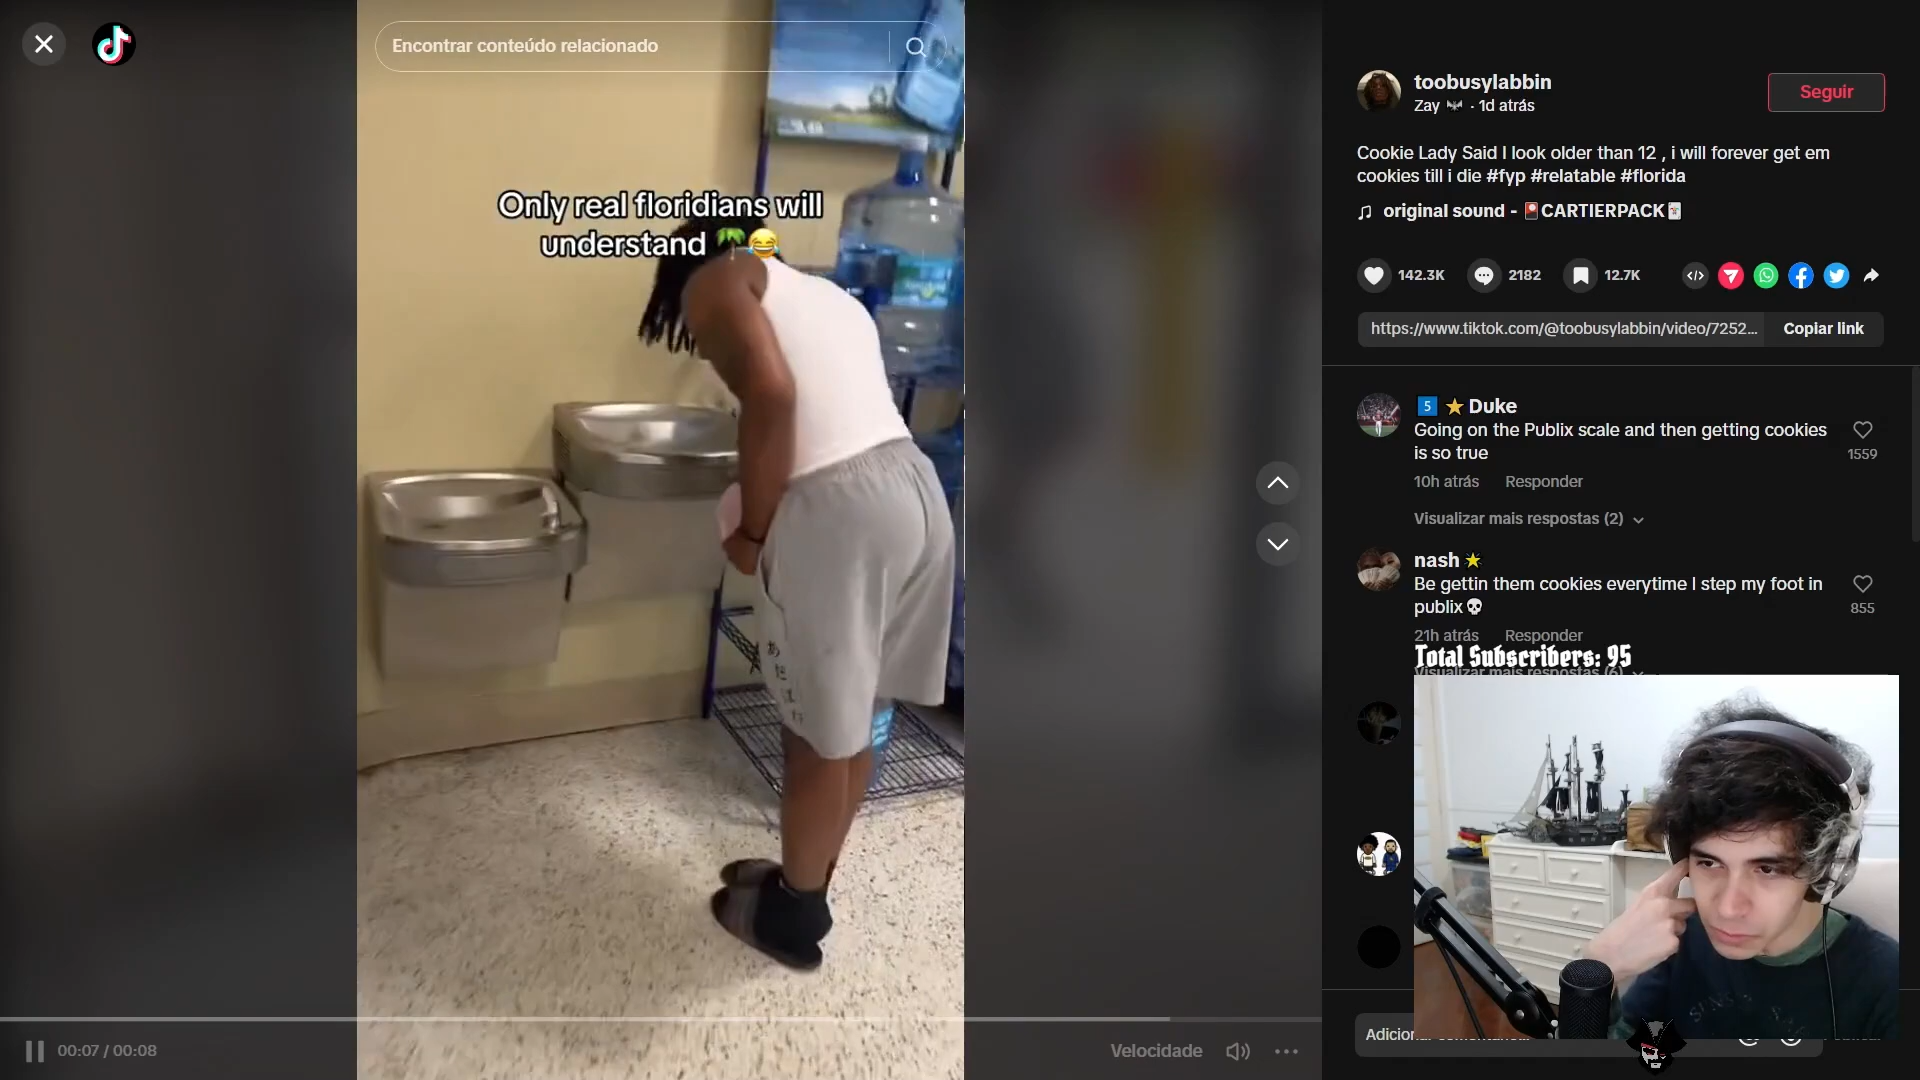 Encontrar conteúdo relacionado
Only real floridians will
understand 🌴😂
00:07 / 00:08
Velocidade
toobusylabbin
Zay 🦇 · 1d atrás
Seguir
Cookie Lady Said I look older than 12 , i will forever get em
cookies till i die #fyp #relatable #florida
original sound - 🎴CARTIERPACK🃏
142.3K
2182
12.7K
https://www.tiktok.com/@toobusylabbin/video/7252...
Copiar link
5 ⭐ Duke
Going on the Publix scale and then getting cookies
is so true
1559
10h atrás Responder
Visualizar mais respostas (2)
nash ⭐
Be gettin them cookies everytime I step my foot in
publix💀
855
21h atrás Responder
Total Subscribers: 95
Visualizar mais respostas (6)